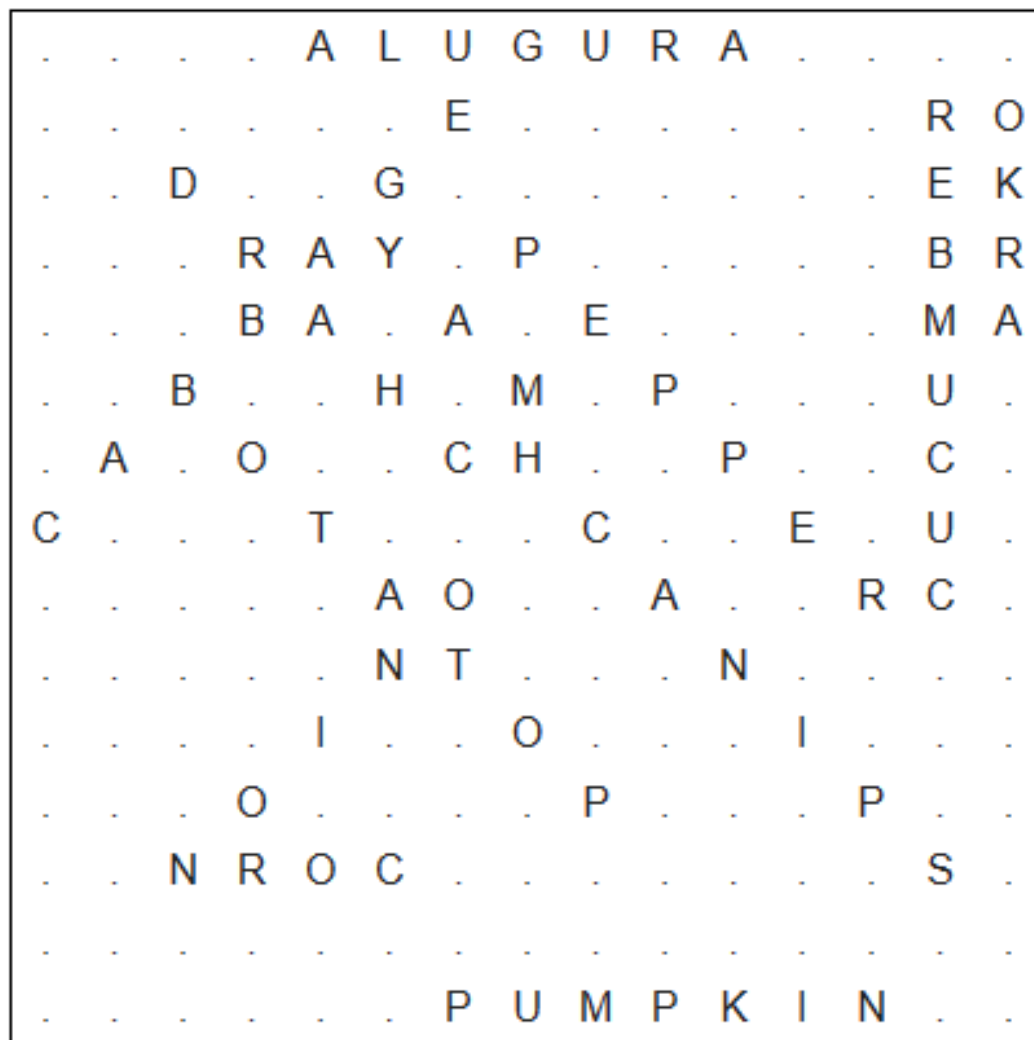 . . . . A L U G U R A . . . .
. . . . . . E . . . . . . R O
. . D . . G . . . . . . . E K
. . . R A Y . P . . . . . B R
. . . B A . A . E . . . . M A
. . B . . H . M . P . . . U .
. A . O . . C H . . P . . C .
C . . . T . . . C . . E . U .
. . . . . A O . . A . . R C .
. . . . . N T . . . N . . . .
. . . . I . . O . . . I . . .
. . . O . . . . P . . . P . .
. . N R O C . . . . . . . S .
. . . . . . . . . . . . . . .
. . . . . . P U M P K I N . .